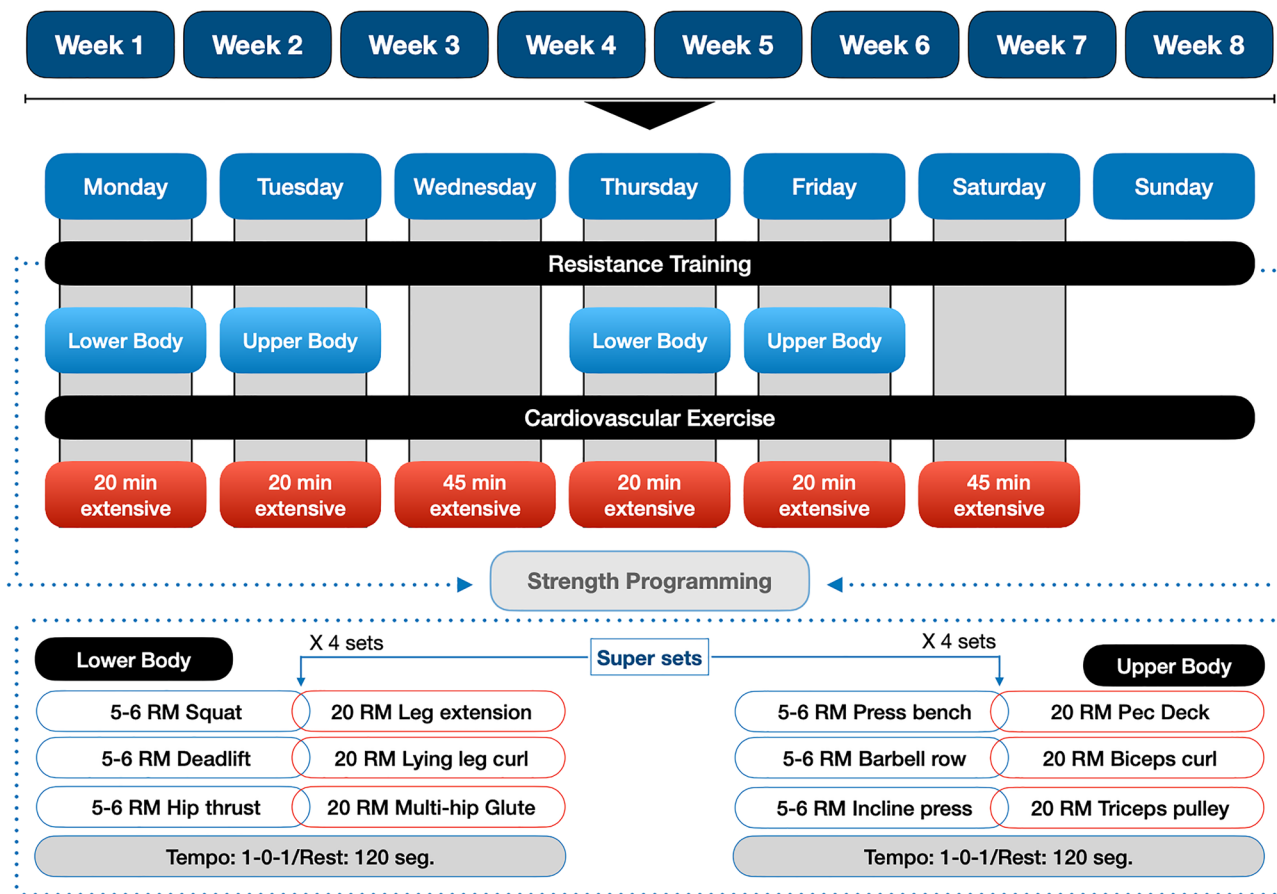 Week 1
Week 2
Week 3
Week 4
Week 5
Week 6
Week 7
Week 8
Monday
Tuesday
Wednesday
Thursday
Friday
Saturday
Sunday
Resistance Training
Lower Body
Upper Body
Lower Body
Upper Body
Cardiovascular Exercise
20 min
extensive
20 min
extensive
45 min
extensive
20 min
extensive
20 min
extensive
45 min
extensive
Strength Programming
Lower Body
X 4 sets
Super sets
X 4 sets
Upper Body
5-6 RM Squat
20 RM Leg extension
5-6 RM Deadlift
20 RM Lying leg curl
5-6 RM Hip thrust
20 RM Multi-hip Glute
Tempo: 1-0-1/Rest: 120 seg.
5-6 RM Press bench
20 RM Pec Deck
5-6 RM Barbell row
20 RM Biceps curl
5-6 RM Incline press
20 RM Triceps pulley
Tempo: 1-0-1/Rest: 120 seg.